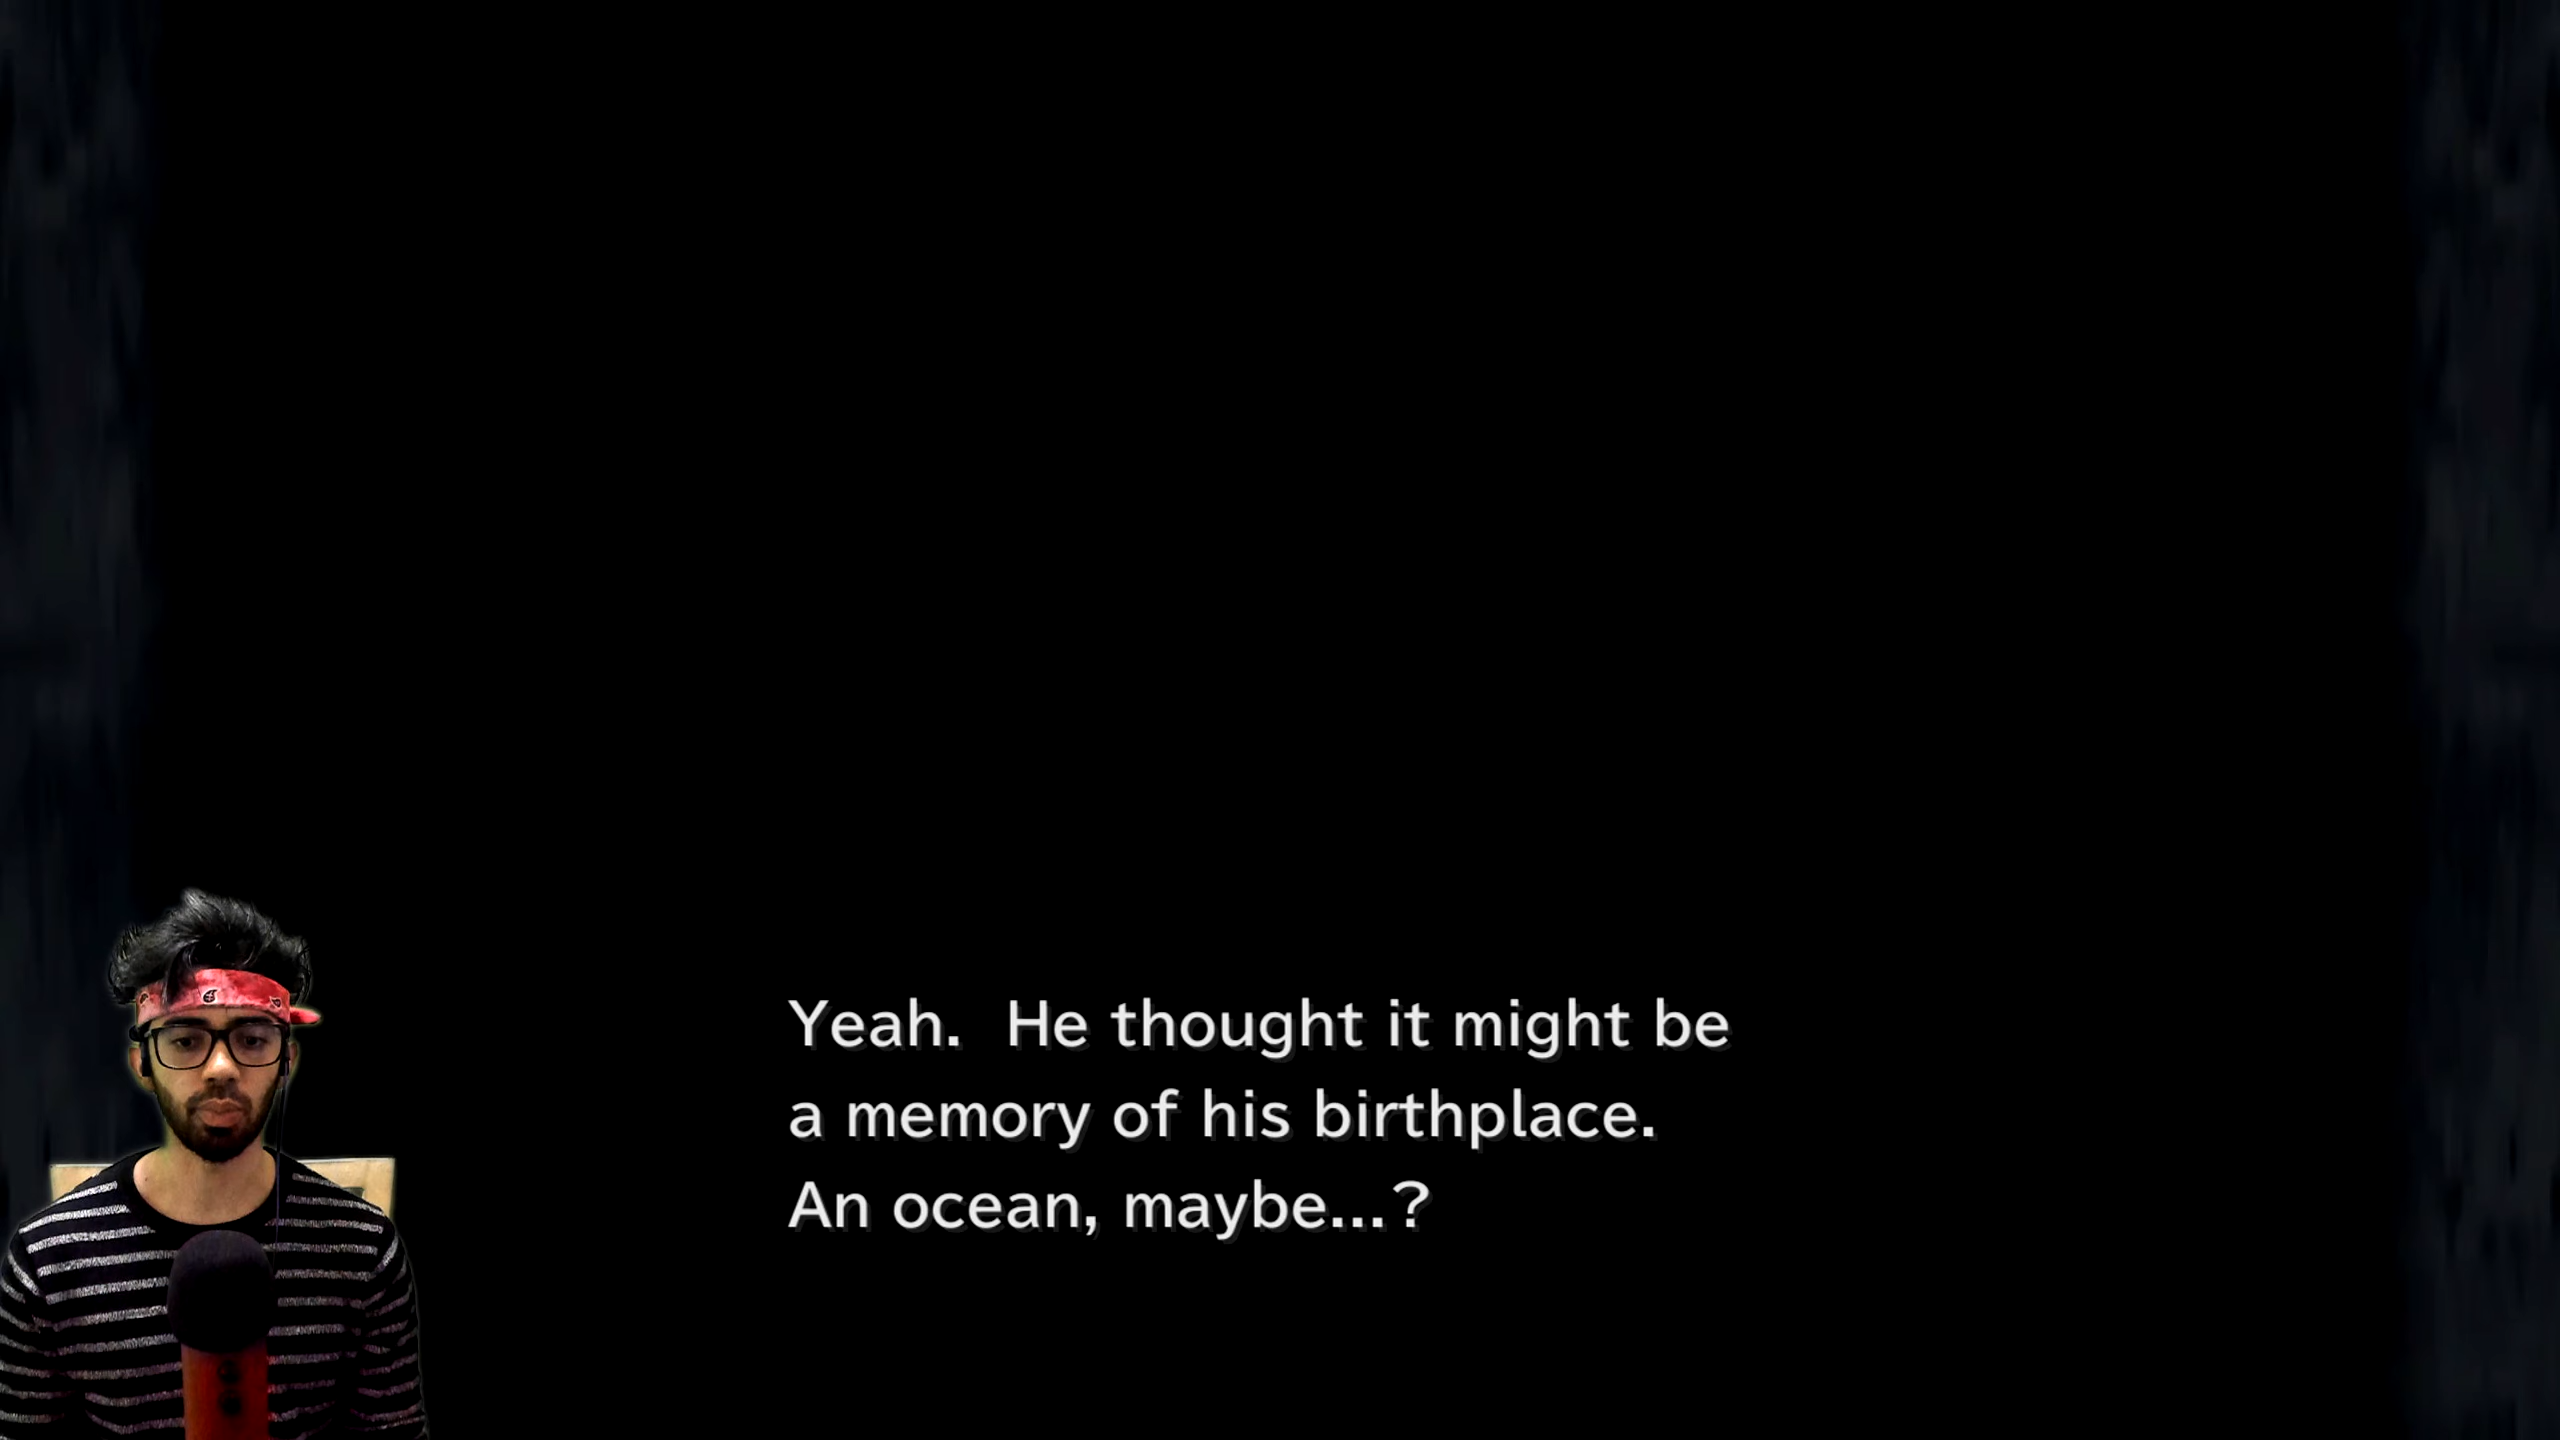 Yeah.  He thought it might be
a memory of his birthplace.
An ocean, maybe...?